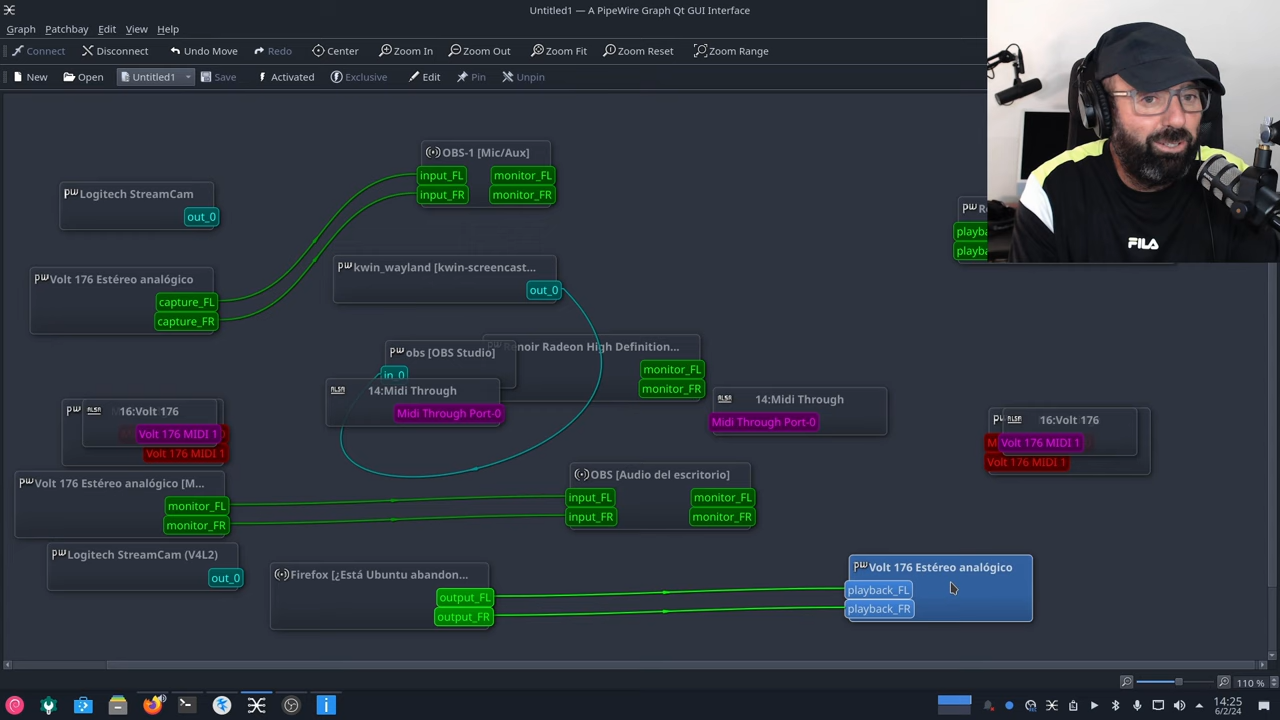 Untitled1 — A PipeWire Graph Qt GUI Interface
Graph Patchbay Edit View Help
Connect Disconnect Undo Move Redo Center Zoom In Zoom Out Zoom Fit Zoom Reset Zoom Range
New Open Untitled1 Save Activated Exclusive Edit Pin Unpin
OBS-1 [Mic/Aux]
input_FL monitor_FL
input_FR monitor_FR
Logitech StreamCam
out_0
playba
playba
Volt 176 Estéreo analógico
capture_FL
capture_FR
kwin_wayland [kwin-screencast...
out_0
obs [OBS Studio]
in_0
enoir Radeon High Definition...
monitor_FL
monitor_FR
14:Midi Through
Midi Through Port-0
14:Midi Through
Midi Through Port-0
16:Volt 176
Volt 176 MIDI 1
Volt 176 MIDI 1
16:Volt 176
M Volt 176 MIDI 1
Volt 176 MIDI 1
Volt 176 Estéreo analógico [M...
monitor_FL
monitor_FR
OBS [Audio del escritorio]
input_FL monitor_FL
input_FR monitor_FR
Logitech StreamCam (V4L2)
out_0
Firefox [¿Está Ubuntu abandon...
output_FL
output_FR
Volt 176 Estéreo analógico
playback_FL
playback_FR
FILA
110 %
14:25
6/2/24